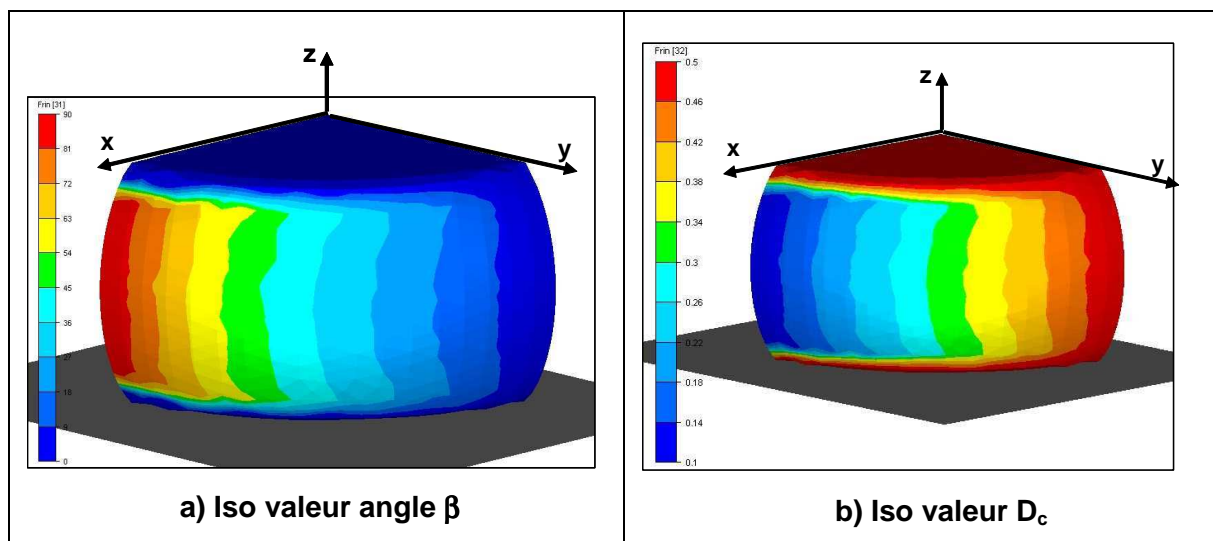 z
Frin [31]
90
x
y
81
72
63
54
45
36
27
18
9
0
a) Iso valeur angle β
z
Frin [32]
0.5
x
y
0.46
0.42
0.38
0.34
0.3
0.26
0.22
0.18
0.14
0.1
b) Iso valeur Dc